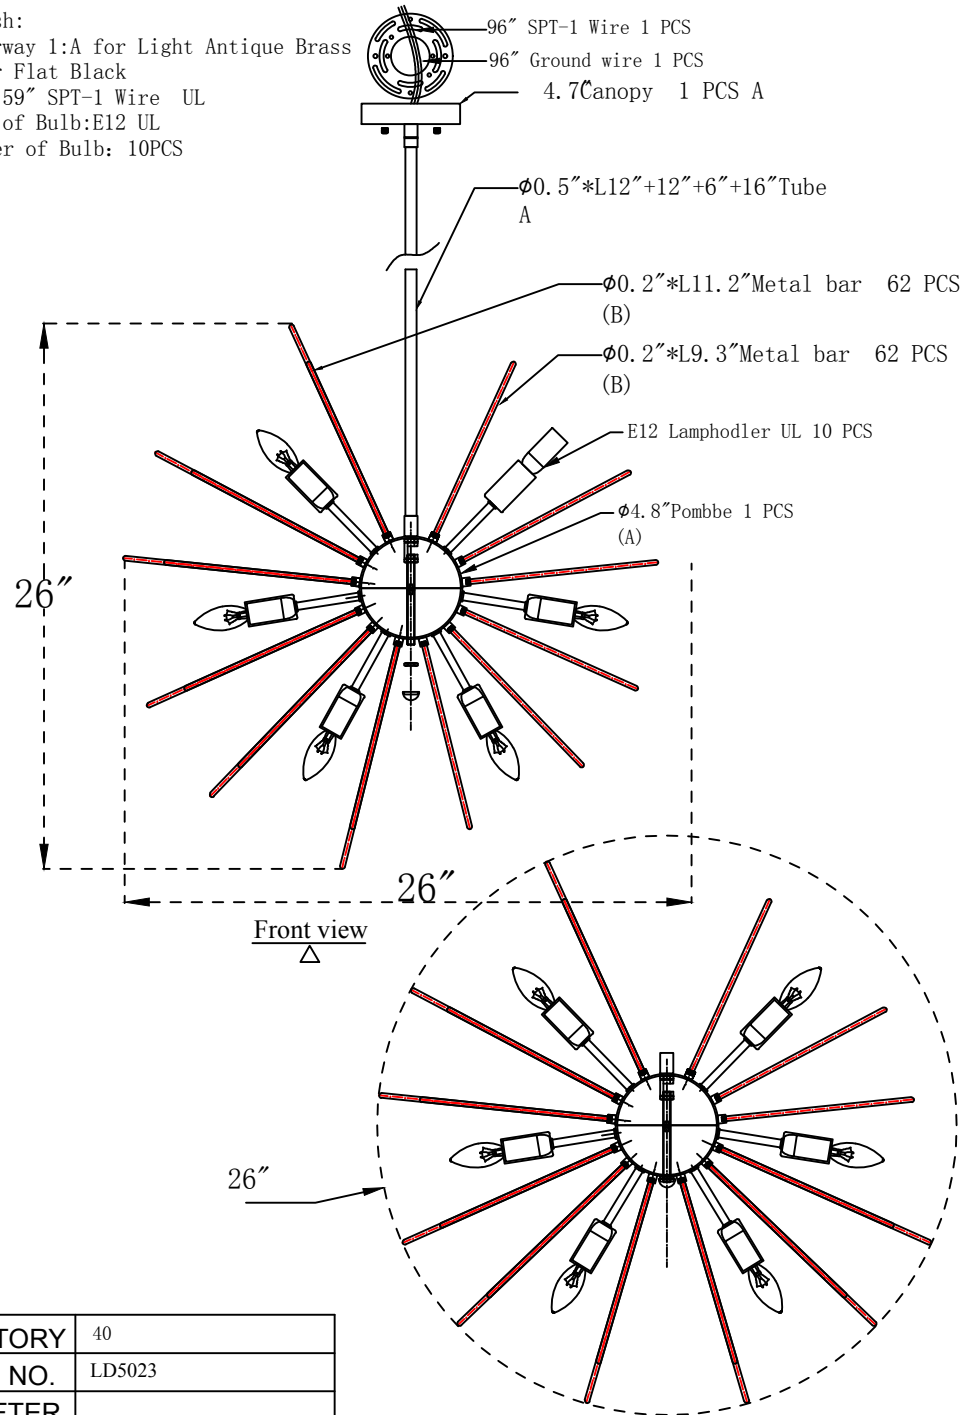 sh:
rway 1:A for Light Antique Brass
r Flat Black
59″ SPT-1 Wire  UL
of Bulb:E12 UL
er of Bulb: 10PCS
96″ SPT-1 Wire 1 PCS
96″ Ground wire 1 PCS
4.7″Canopy  1 PCS A
ϕ0.5″*L12″+12″+6″+16″Tube
A
ϕ0.2″*L11.2″Metal bar  62 PCS
(B)
ϕ0.2″*L9.3″Metal bar  62 PCS
(B)
E12 Lamphodler UL 10 PCS
ϕ4.8″Pombbe 1 PCS
(A)
26″
26″
Front view
26″
TORY 40
NO. LD5023
ETER